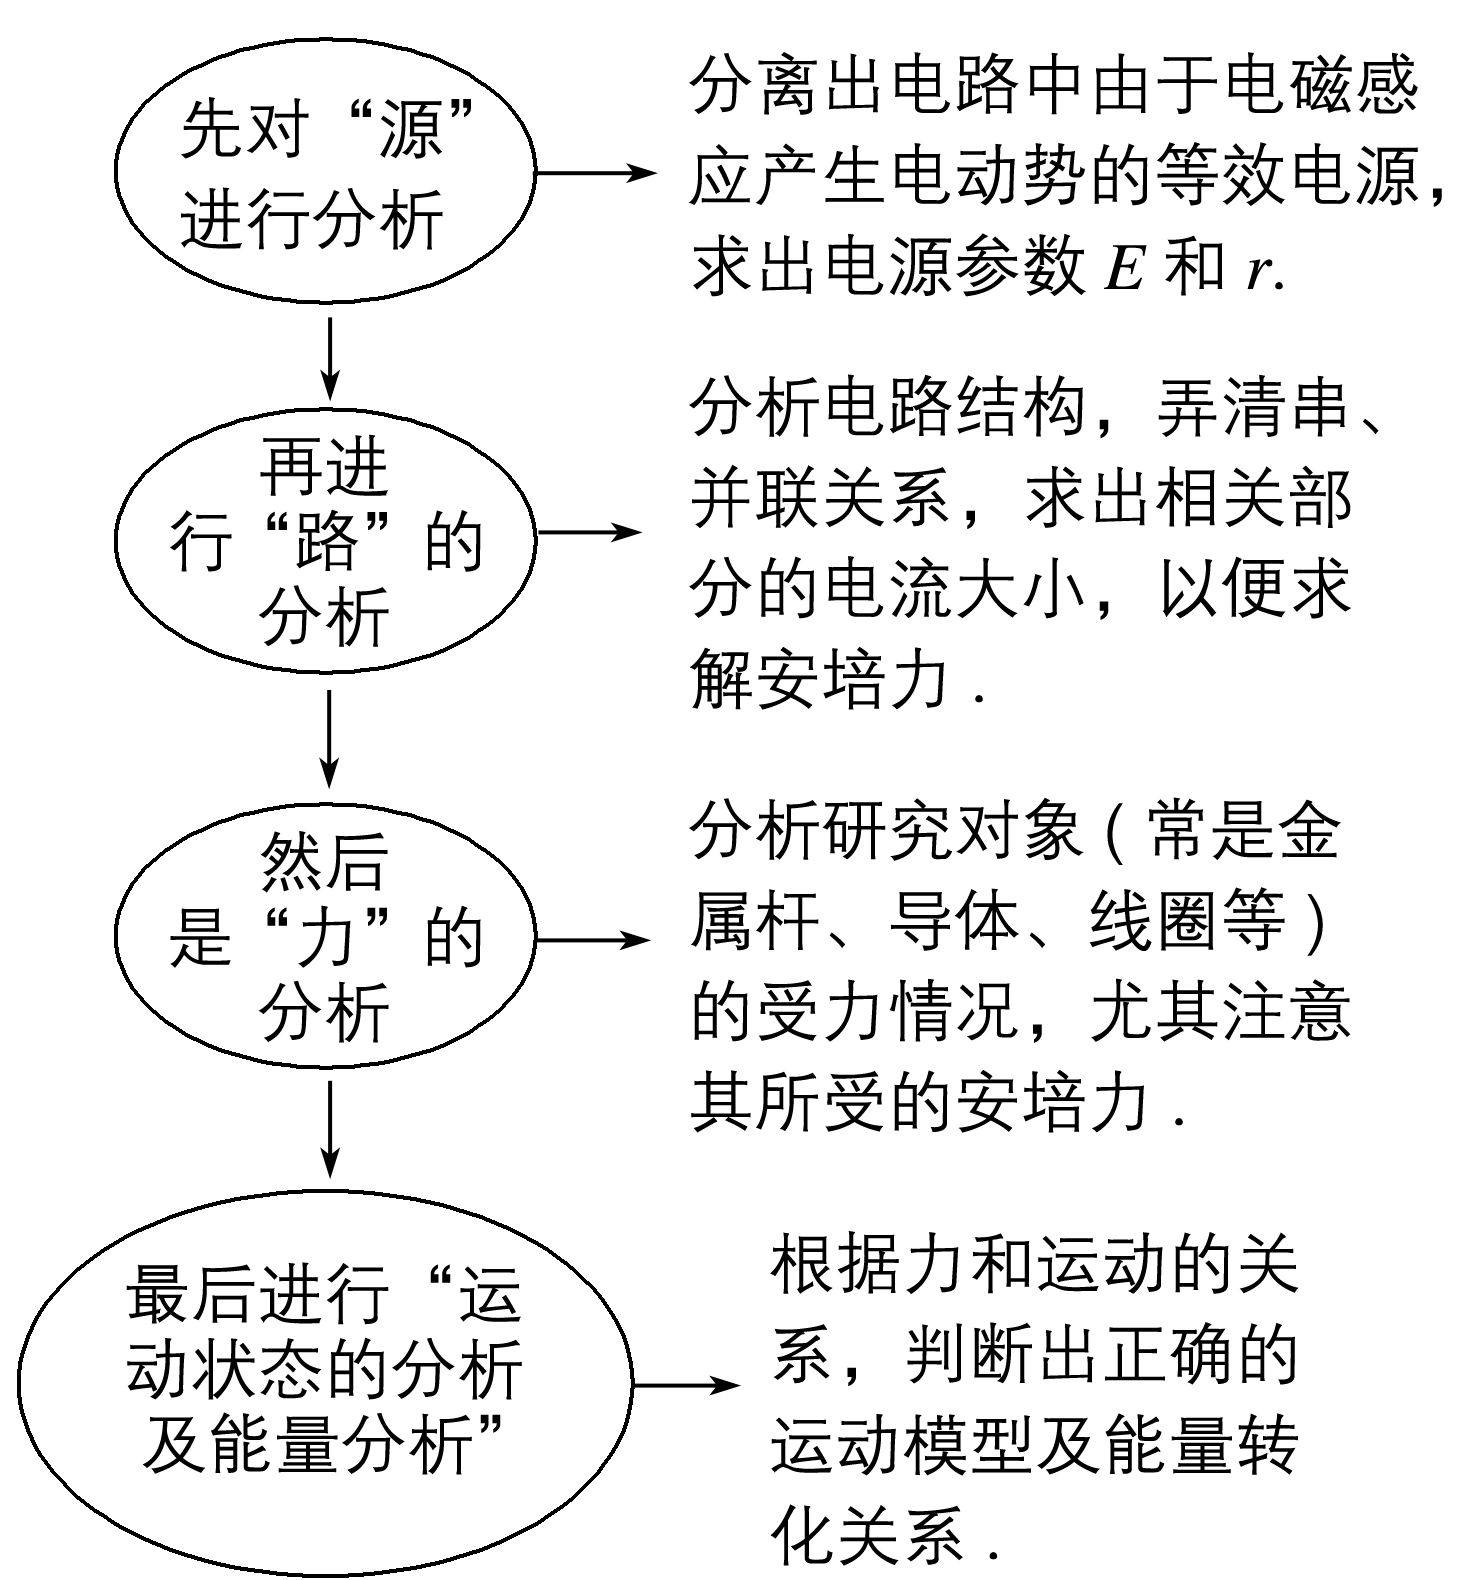 先对“源”
进行分析
分离出电路中由于电磁感
应产生电动势的等效电源，
求出电源参数 E 和 r.
再进
行“路”的
分析
分析电路结构，弄清串、
并联关系，求出相关部
分的电流大小，以便求
解安培力.
然后
是“力”的
分析
分析研究对象(常是金
属杆、导体、线圈等)
的受力情况，尤其注意
其所受的安培力.
最后进行“运
动状态的分析
及能量分析”
根据力和运动的关
系，判断出正确的
运动模型及能量转
化关系.